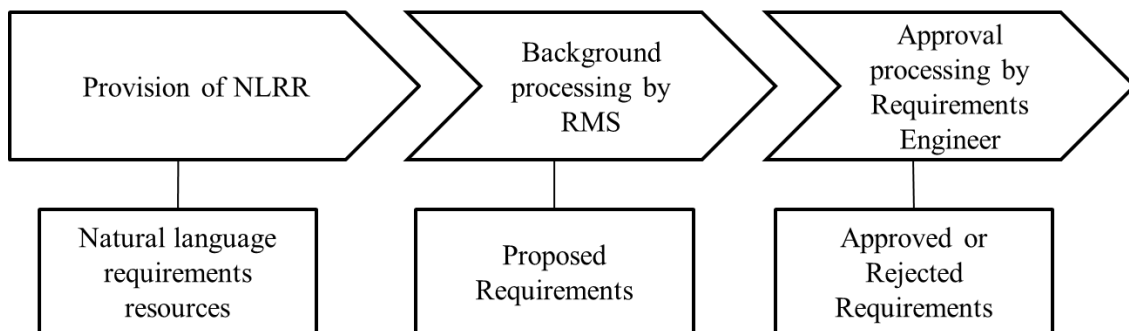 Provision of NLRR
Background
processing by
RMS
Approval
processing by
Requirements
Engineer
Natural language
requirements
resources
Proposed
Requirements
Approved or
Rejected
Requirements